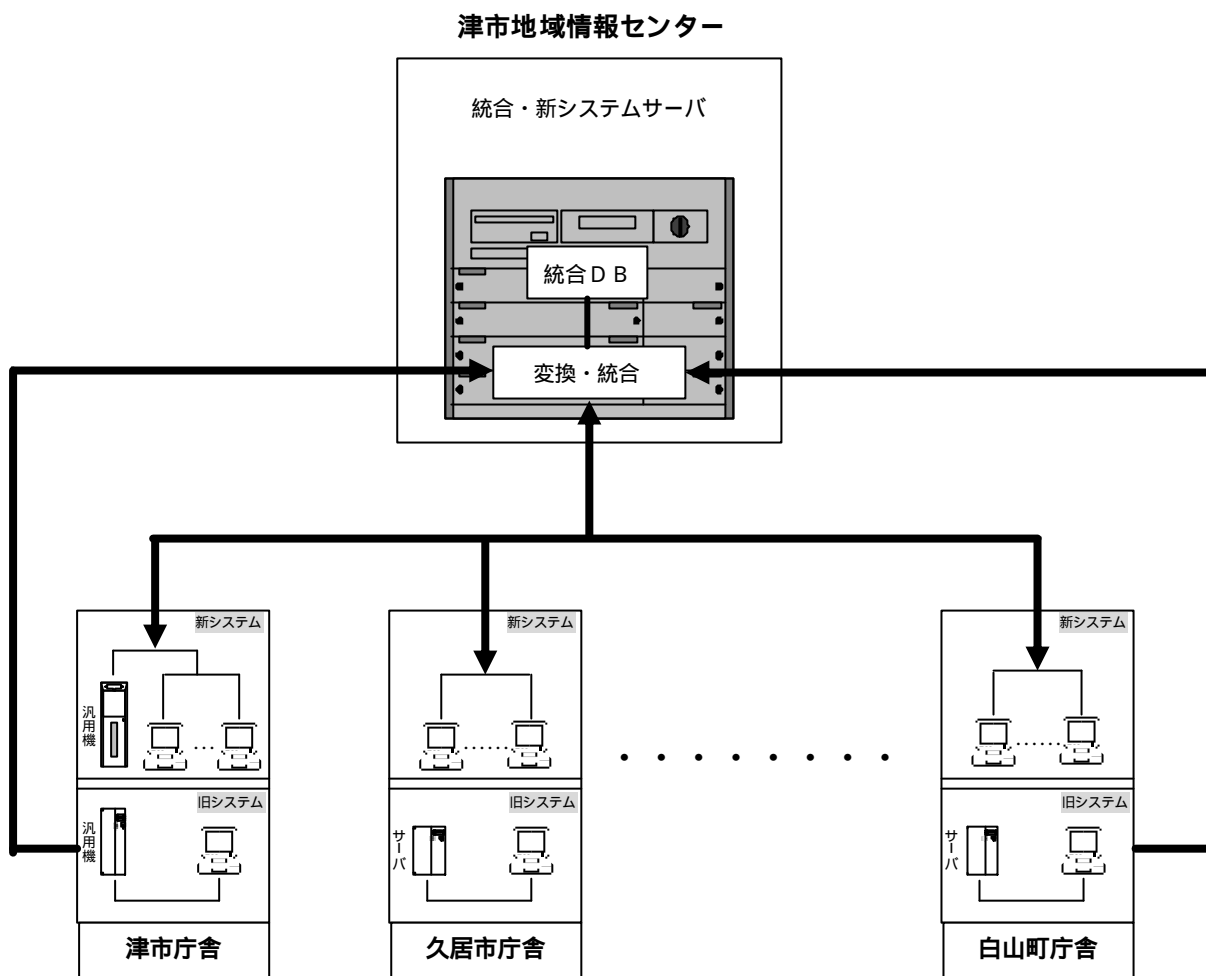 津市地域情報センター
統合・新システムサーバ
統合ＤＢ
変換・統合
新システム
汎用機
旧システム
汎用機
津市庁舎
新システム
旧システム
サーバ
久居市庁舎
新システム
旧システム
サーバ
白山町庁舎